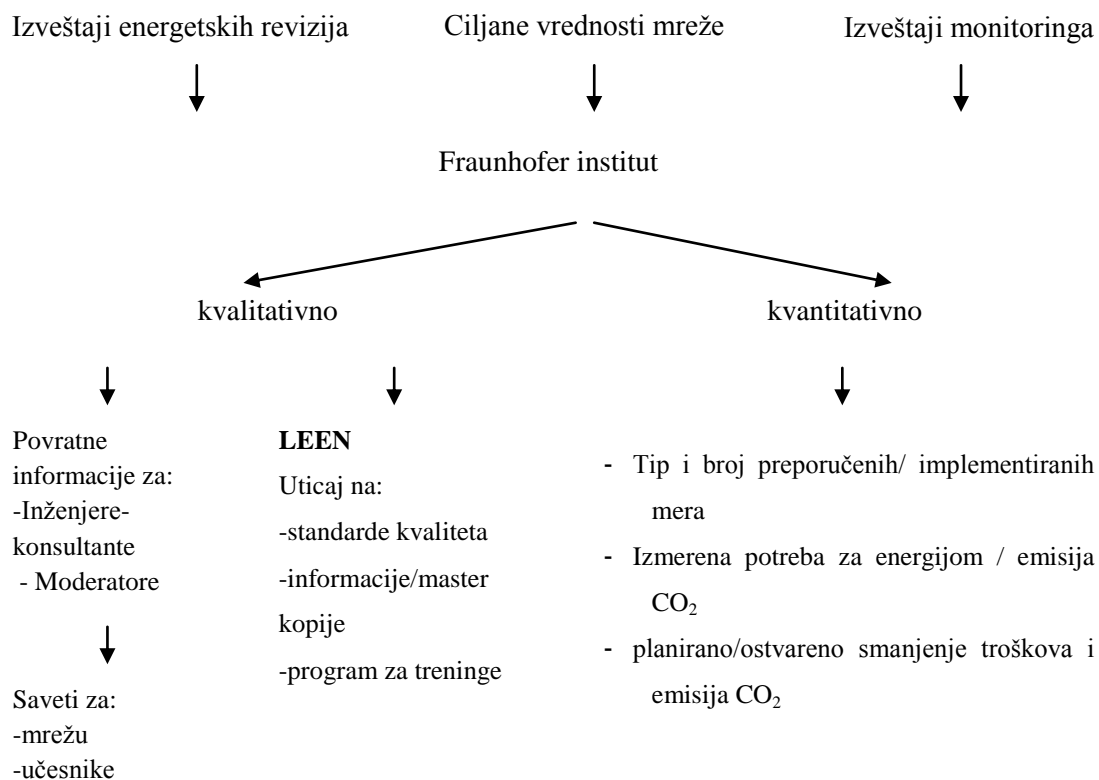 Izveštaji energetskih revizija
Ciljane vrednosti mreže
Izveštaji monitoringa
Fraunhofer institut
kvalitativno
kvantitativno
Povratne
informacije za:
-Inženjere-
konsultante
- Moderatore
Saveti za:
-mrežu
-učesnike
LEEN
Uticaj na:
-standarde kvaliteta
-informacije/master
kopije
-program za treninge
- Tip i broj preporučenih/ implementiranih
mera
- Izmerena potreba za energijom / emisija
CO₂
- planirano/ostvareno smanjenje troškova i
emisija CO₂